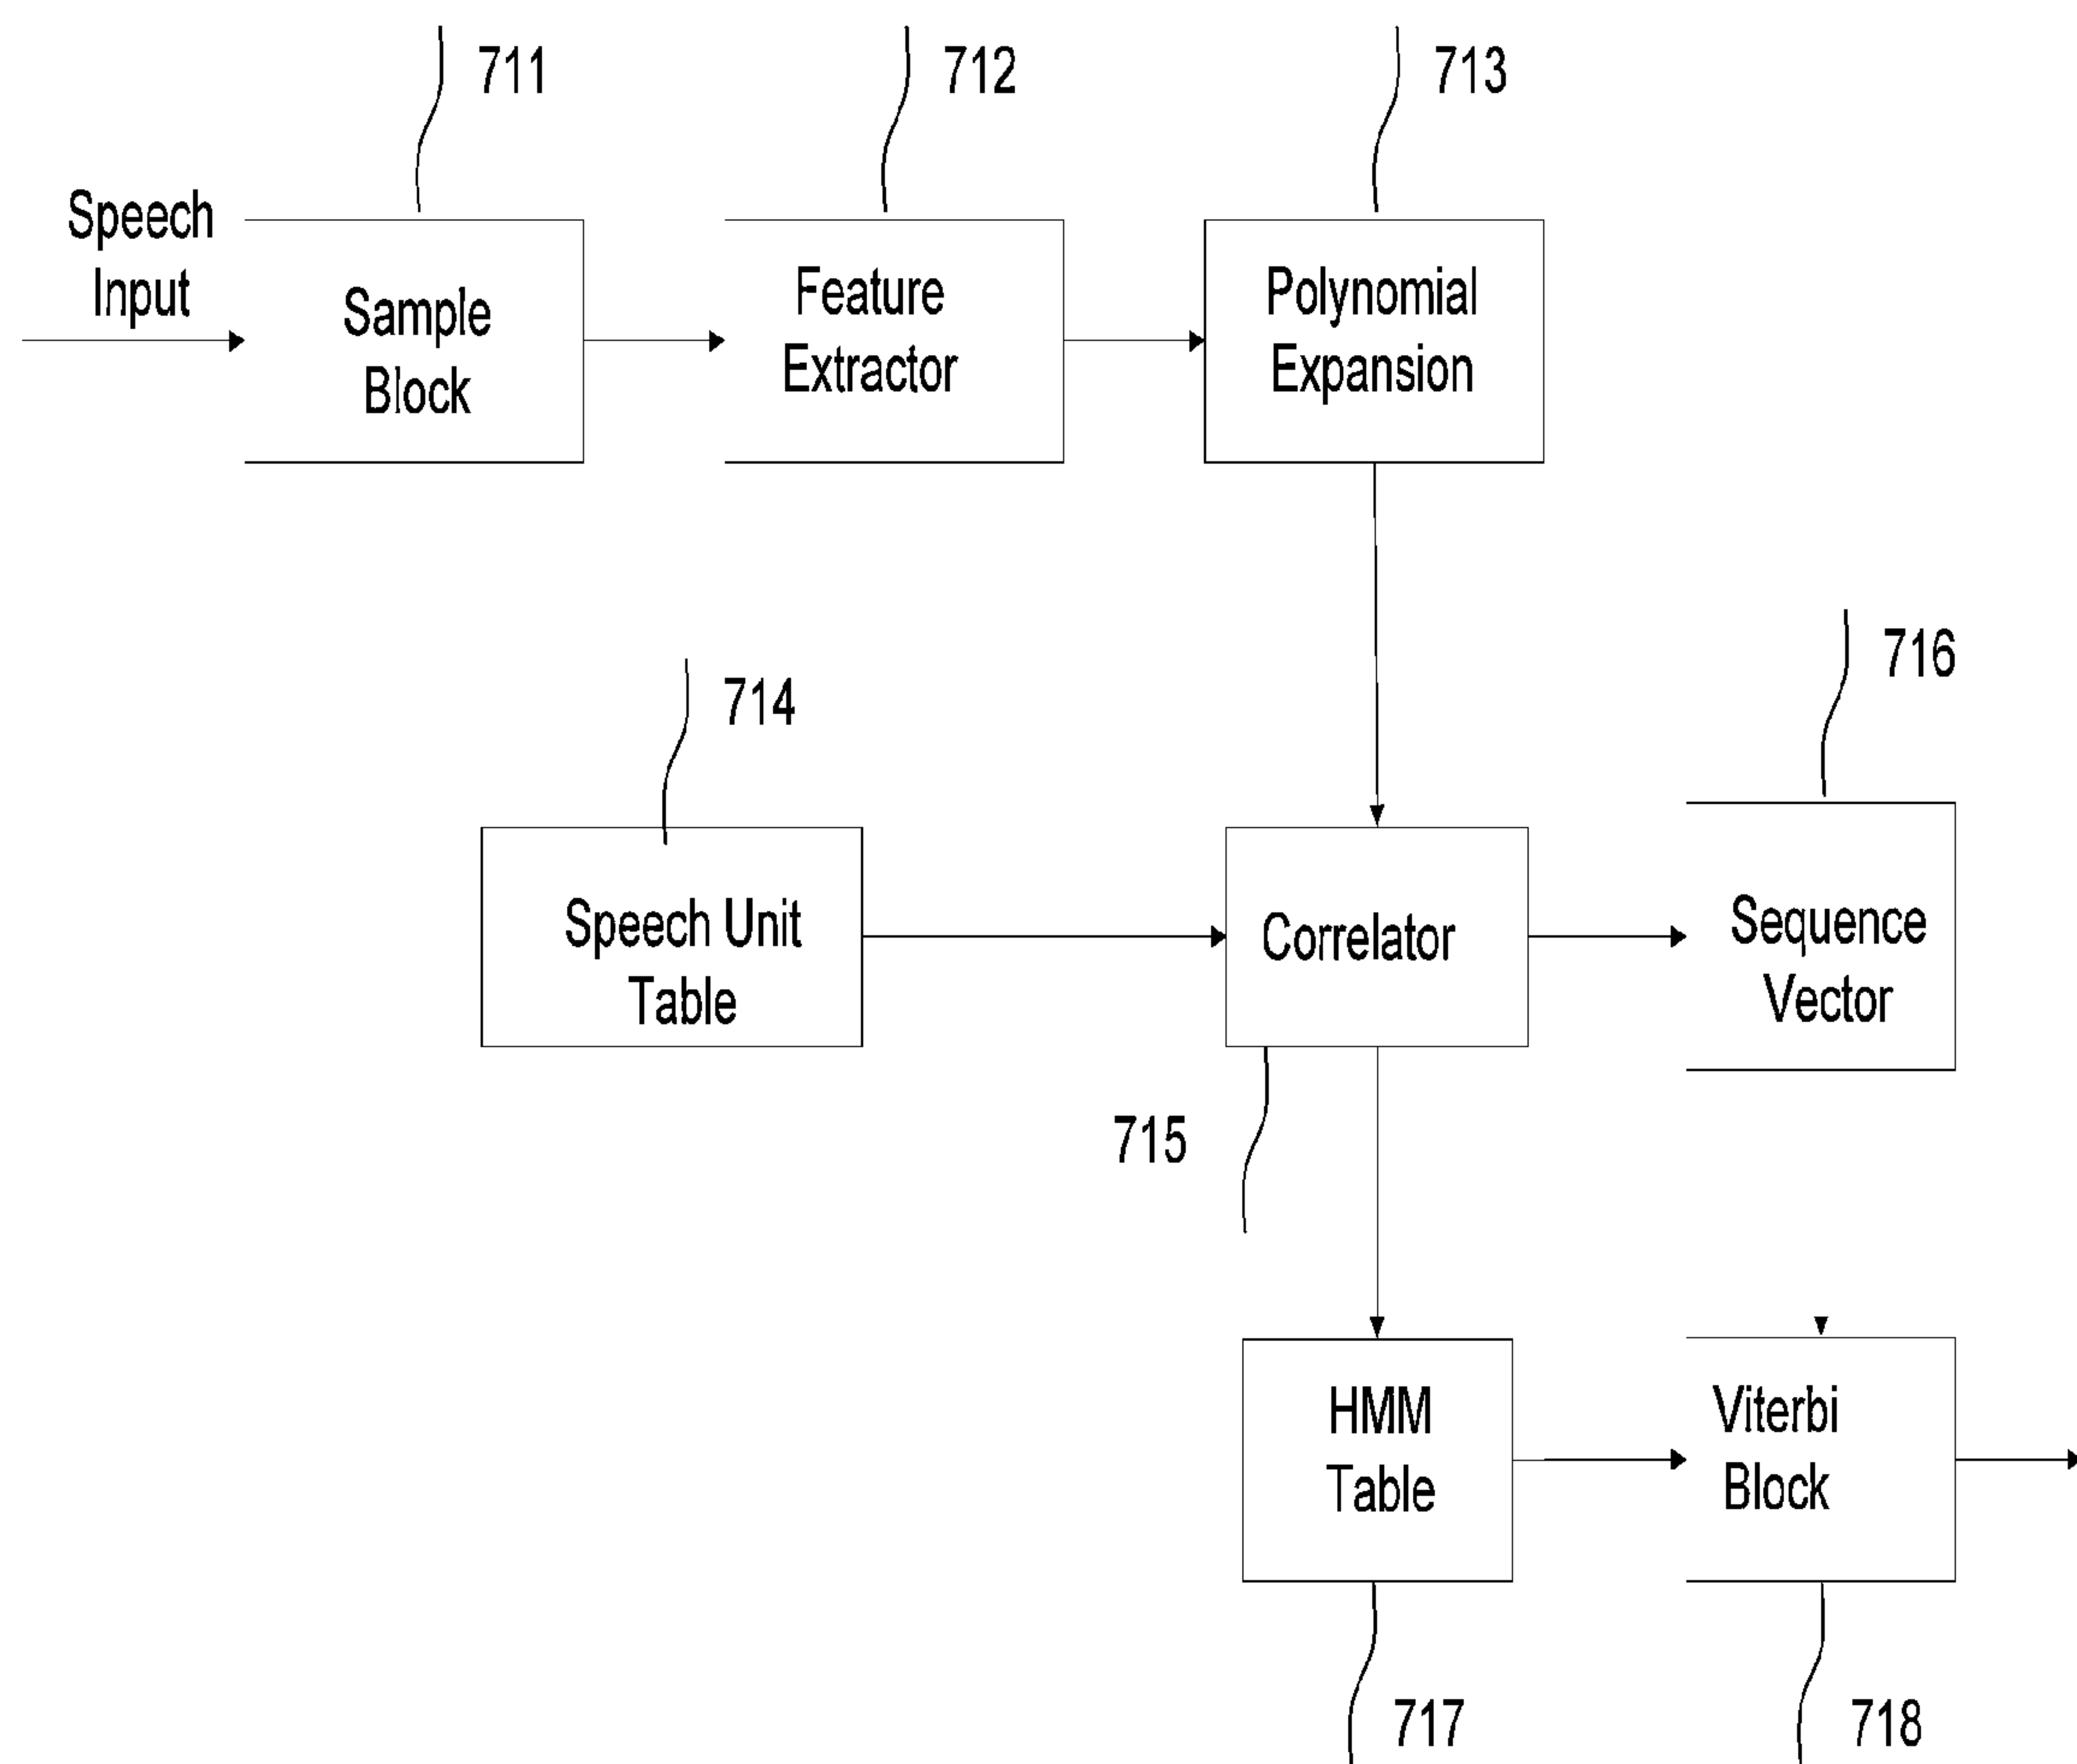 711
712
713
Speech
Input
Sample
Block
Feature
Extractor
Polynomial
Expansion
714
716
Speech Unit
Table
Correlator
Sequence
Vector
715
HMM
Table
Viterbi
Block
717
718